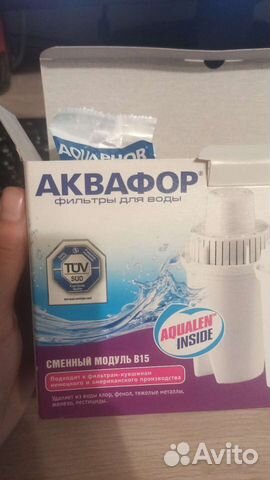 AQUAPHOR
АКВАФОР®
фильтры для воды
TÜV
SÜD
AQUALEN
INSIDE
СМЕННЫЙ МОДУЛЬ В15
Подходит к фильтрам-кувшинам
немецкого и американского производства
Удаляет из воды хлор, фенол, тяжелые металлы,
железо, пестициды.
Avito